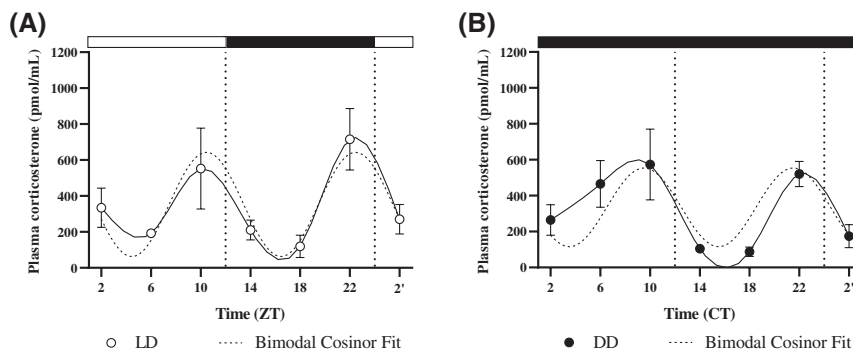 (A)
1200
1000
800
600
400
200
0
Plasma corticosterone (pmol/mL)
2 6 10 14 18 22 2'
Time (ZT)
LD Bimodal Cosinor Fit
(B)
1200
1000
800
600
400
200
0
Plasma corticosterone (pmol/mL)
2 6 10 14 18 22 2'
Time (CT)
DD Bimodal Cosinor Fit